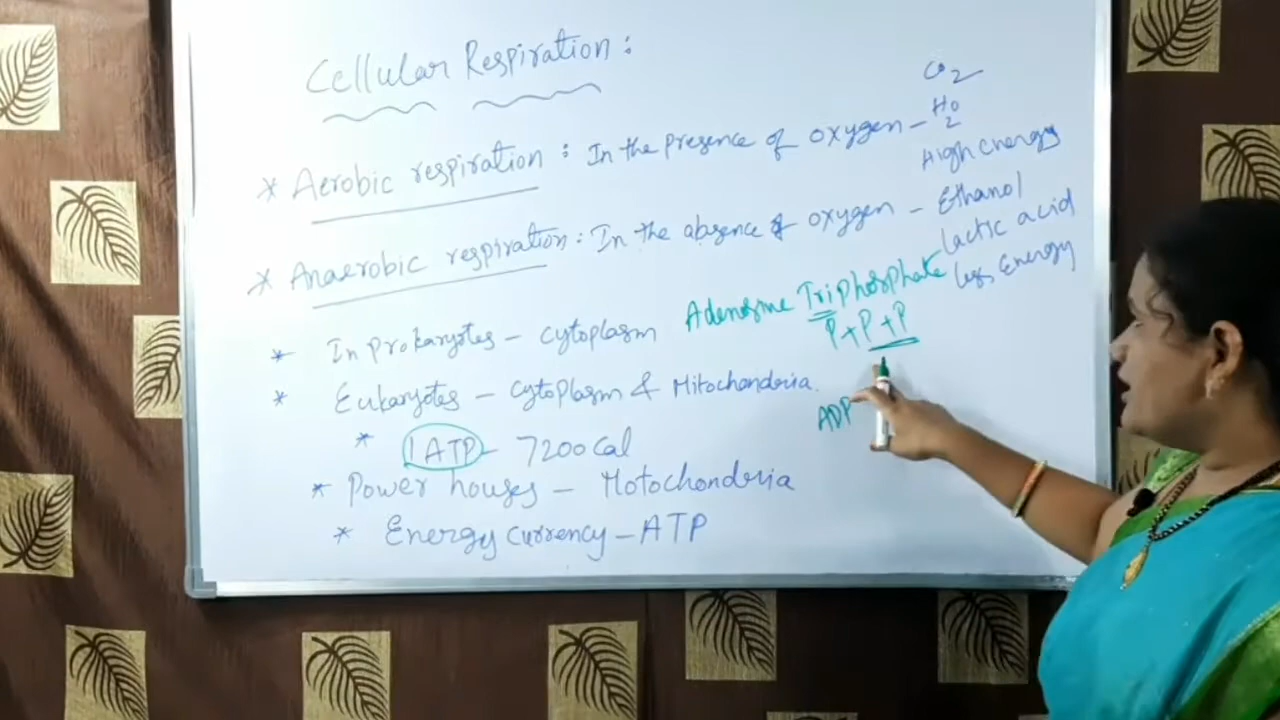 Cellular Respiration :
* Aerobic respiration : In the presence of oxygen – CO2
H2O
High Energy
* Anaerobic respiration : In the absence of oxygen – Ethanol
Lactic acid
less Energy
Adenosine Triphosphate
P+P+P
* In Prokaryotes – cytoplasm
* Eukaryotes – cytoplasm & Mitochondria.
ADP
* 1 ATP – 7200 Cal
* Power houses – Motochondria
* Energy Currency – ATP